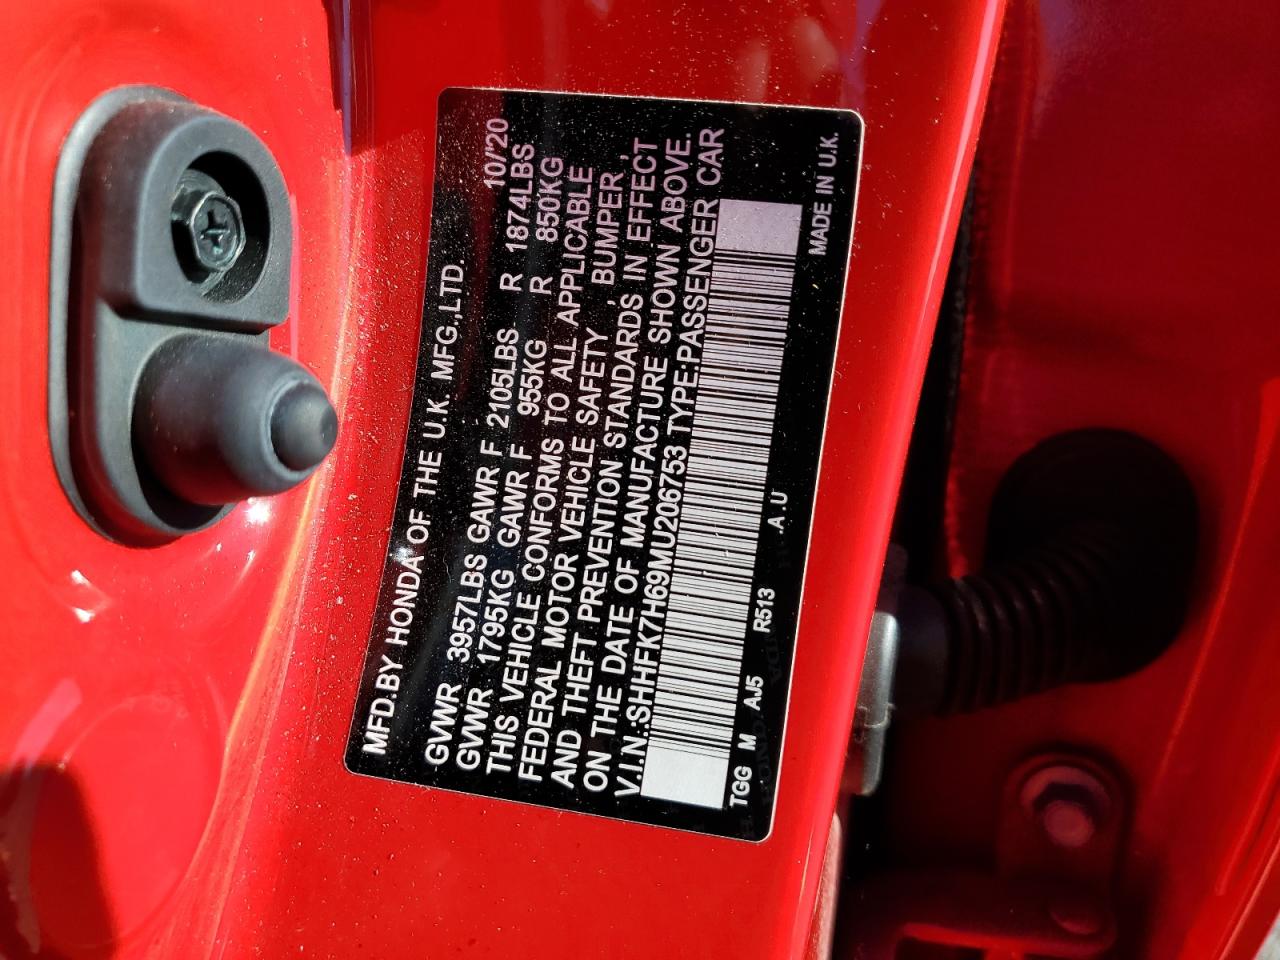 MFD.BY HONDA OF THE U.K. MFG.,LTD. 10/'20
GVWR 3957LBS GAWR F 2105LBS R 1874LBS
GVWR 1795KG GAWR F 955KG R 850KG
THIS VEHICLE CONFORMS TO ALL APPLICABLE
FEDERAL MOTOR VEHICLE SAFETY , BUMPER ,
AND THEFT PREVENTION STANDARDS IN EFFECT
ON THE DATE OF MANUFACTURE SHOWN ABOVE.
V.I.N.:SHHFK7H69MU206753 TYPE:PASSENGER CAR
TGG M AJ5 R513 A.U MADE IN U.K.